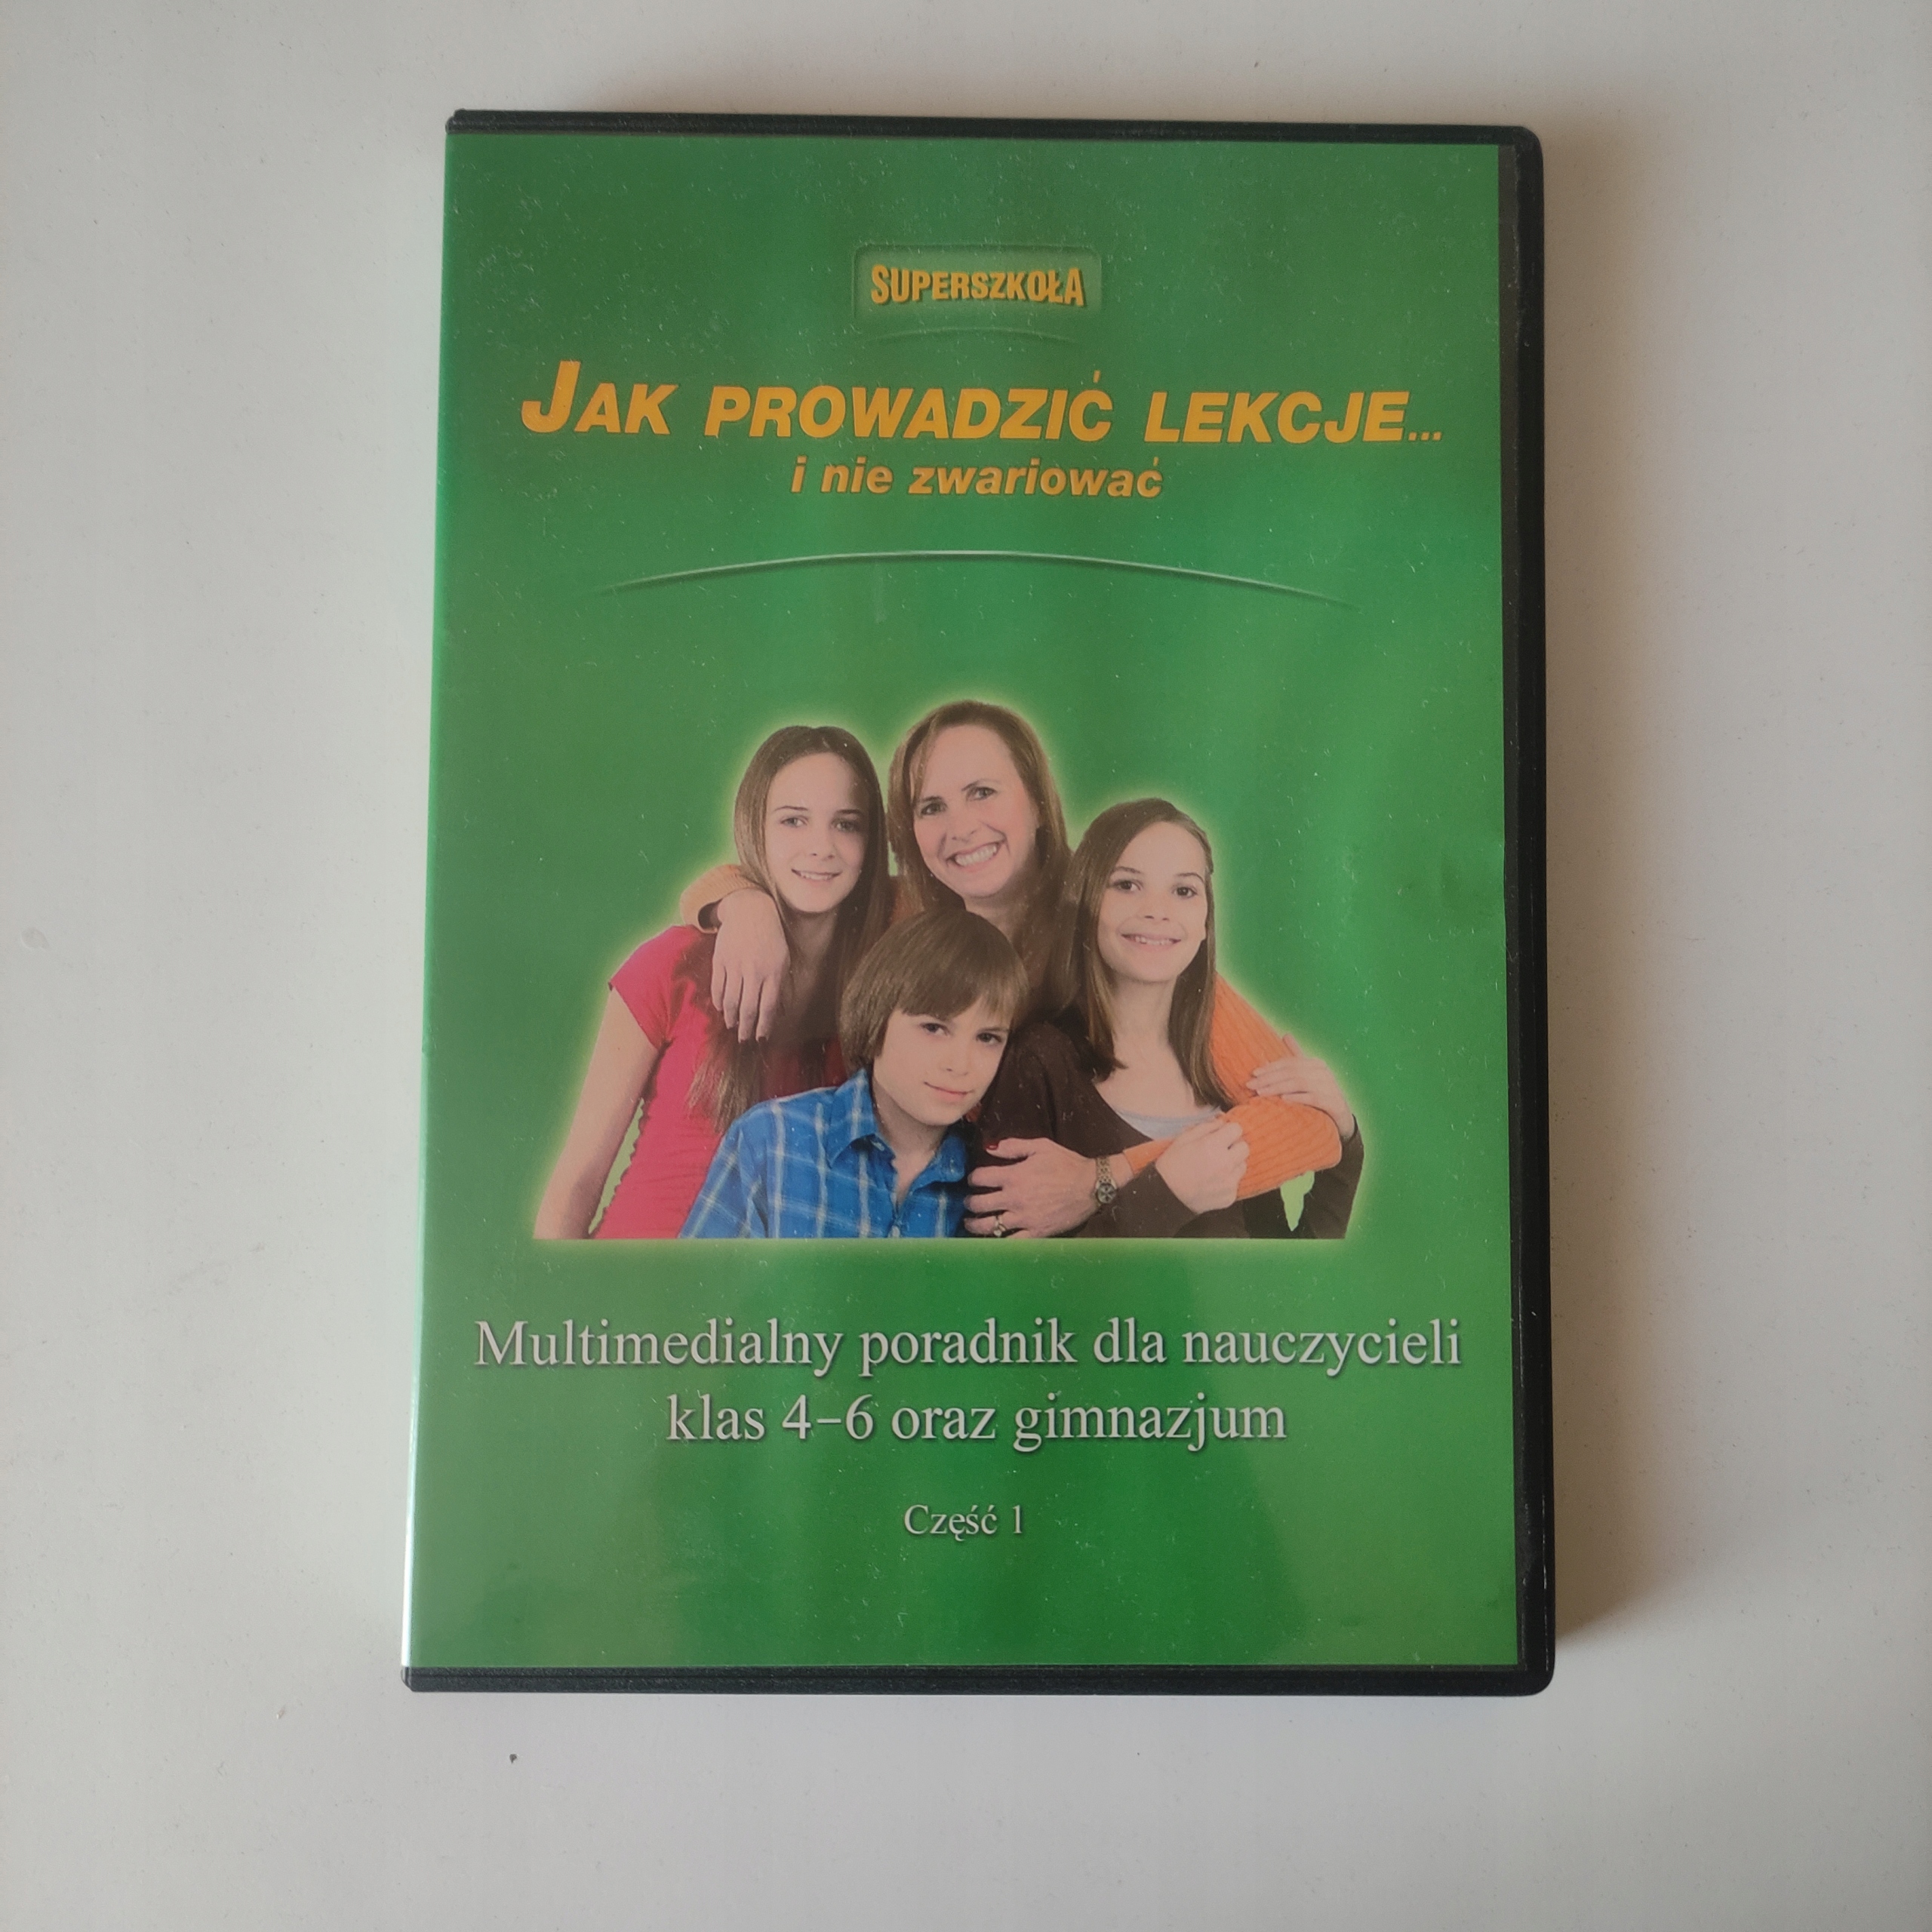 SUPERSZKOŁA
JAK PROWADZIĆ LEKCJE...
i nie zwariować
Multimedialny poradnik dla nauczycieli
klas 4–6 oraz gimnazjum
Część 1